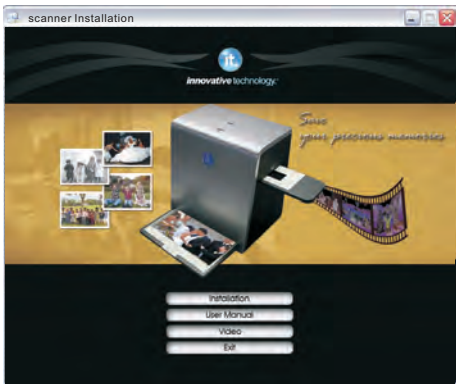 scanner Installation
it.
innovative technology.
Save
your precious memories
Installation
User Manual
Video
Exit